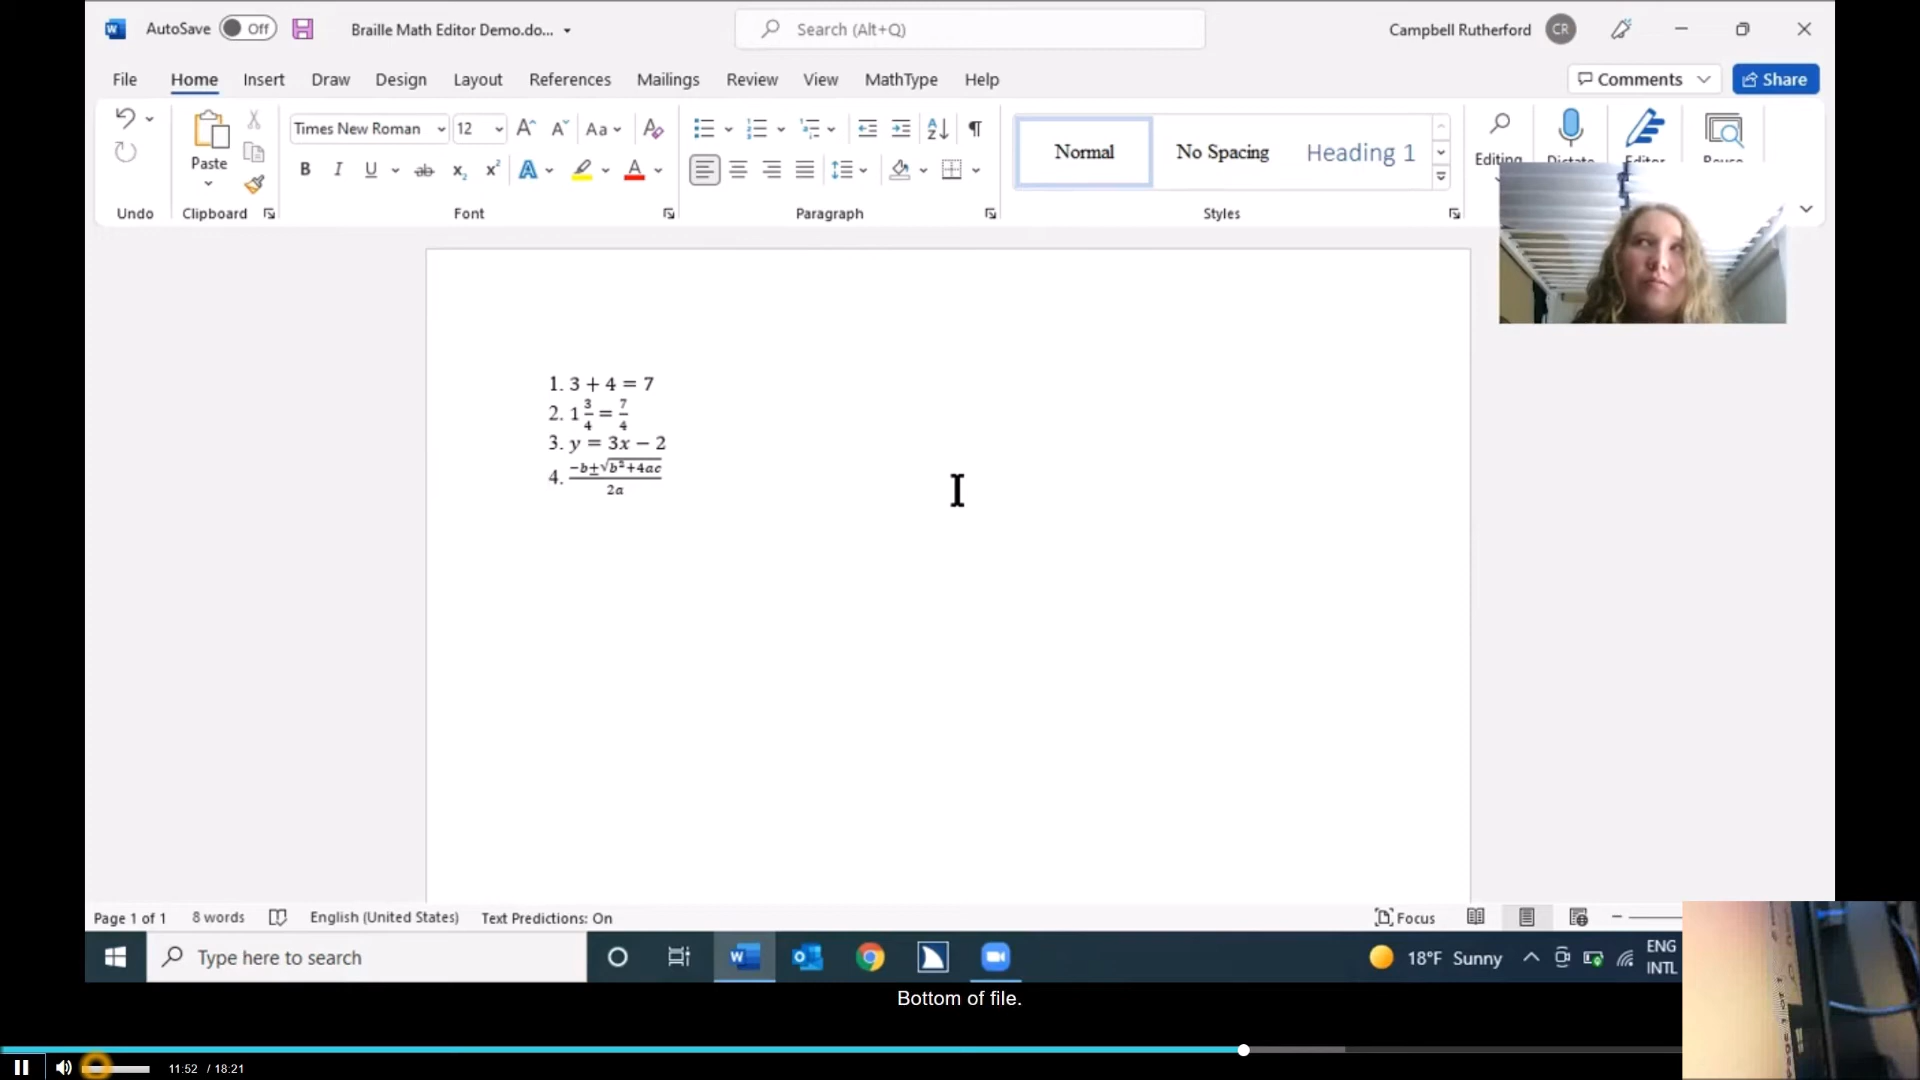 AutoSave Off Braille Math Editor Demo.do... Search (Alt+Q) Campbell Rutherford CR
File Home Insert Draw Design Layout References Mailings Review View MathType Help Comments Share
Times New Roman 12 Aa
Paste Normal No Spacing Heading 1 Editing
Undo Clipboard Font Paragraph Styles
1. 3 + 4 = 7
2. 1 3/4 = 7/4
3. y = 3x − 2
4. (−b±√(b²+4ac))/(2a)
Page 1 of 1 8 words English (United States) Text Predictions: On Focus
Type here to search 18°F Sunny ENG
INTL
Bottom of file.
11:52 / 18:21